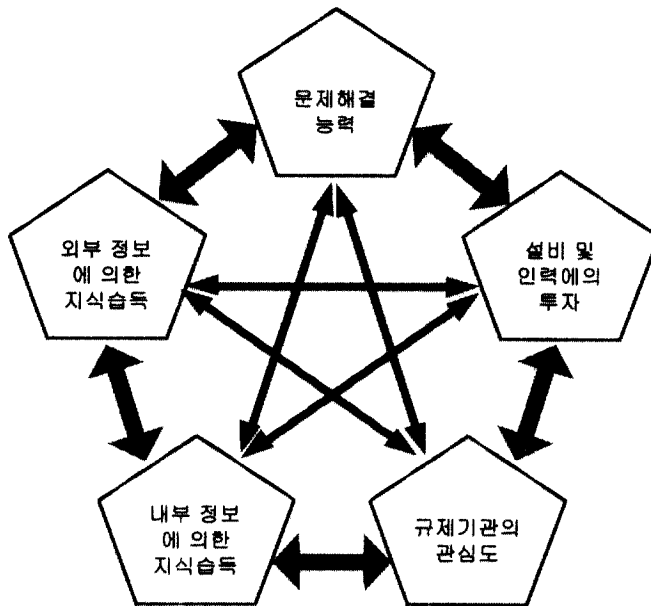 문제해결
능력
외부 정보
에 의한
지식습득
설비 및
인력에의
투자
내부 정보
에 의한
지식습득
규제기관의
관심도